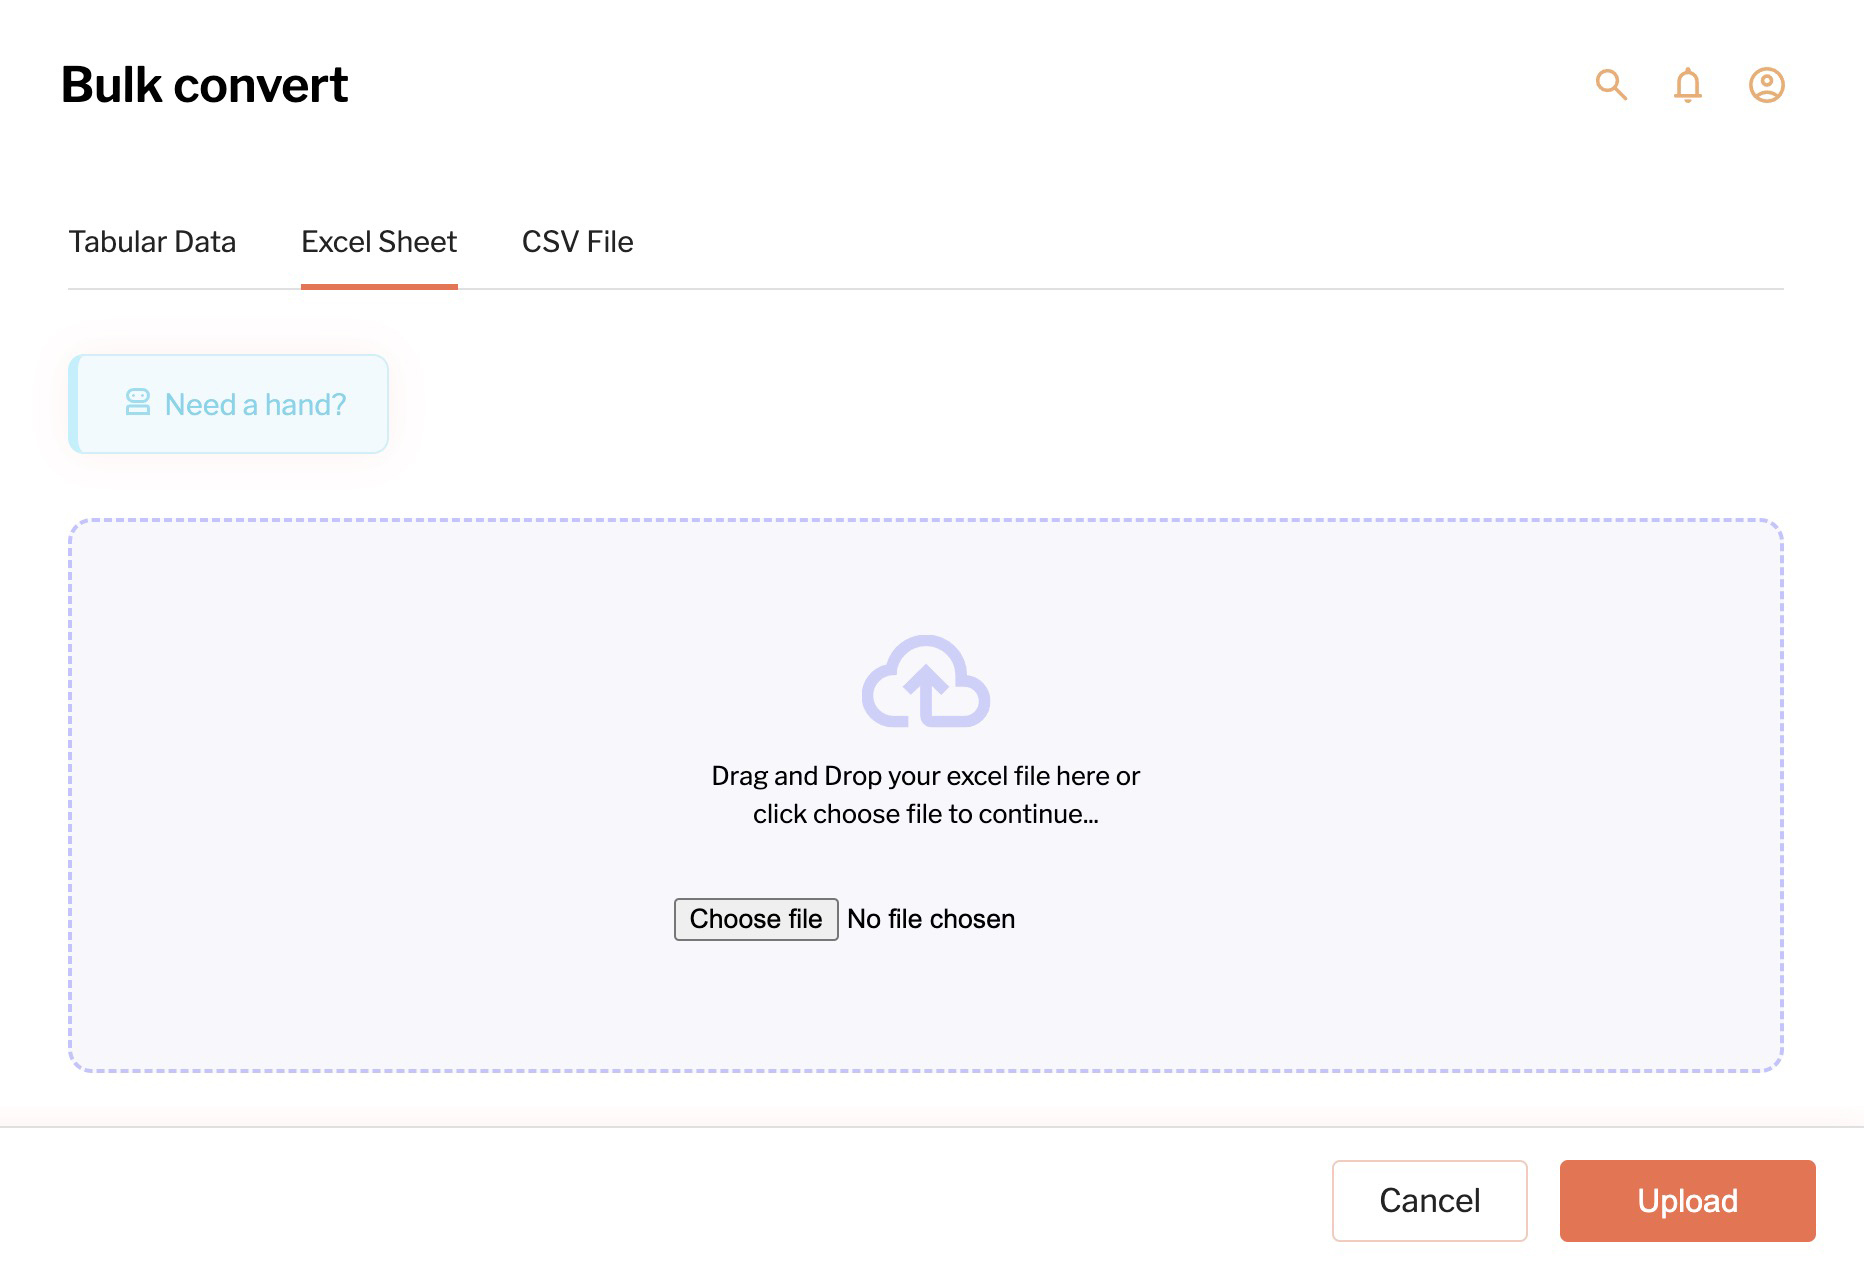 Bulk convert
Tabular Data
Excel Sheet
CSV File
Need a hand?
Drag and Drop your excel file here or
click choose file to continue...
Choose file
No file chosen
Cancel
Upload